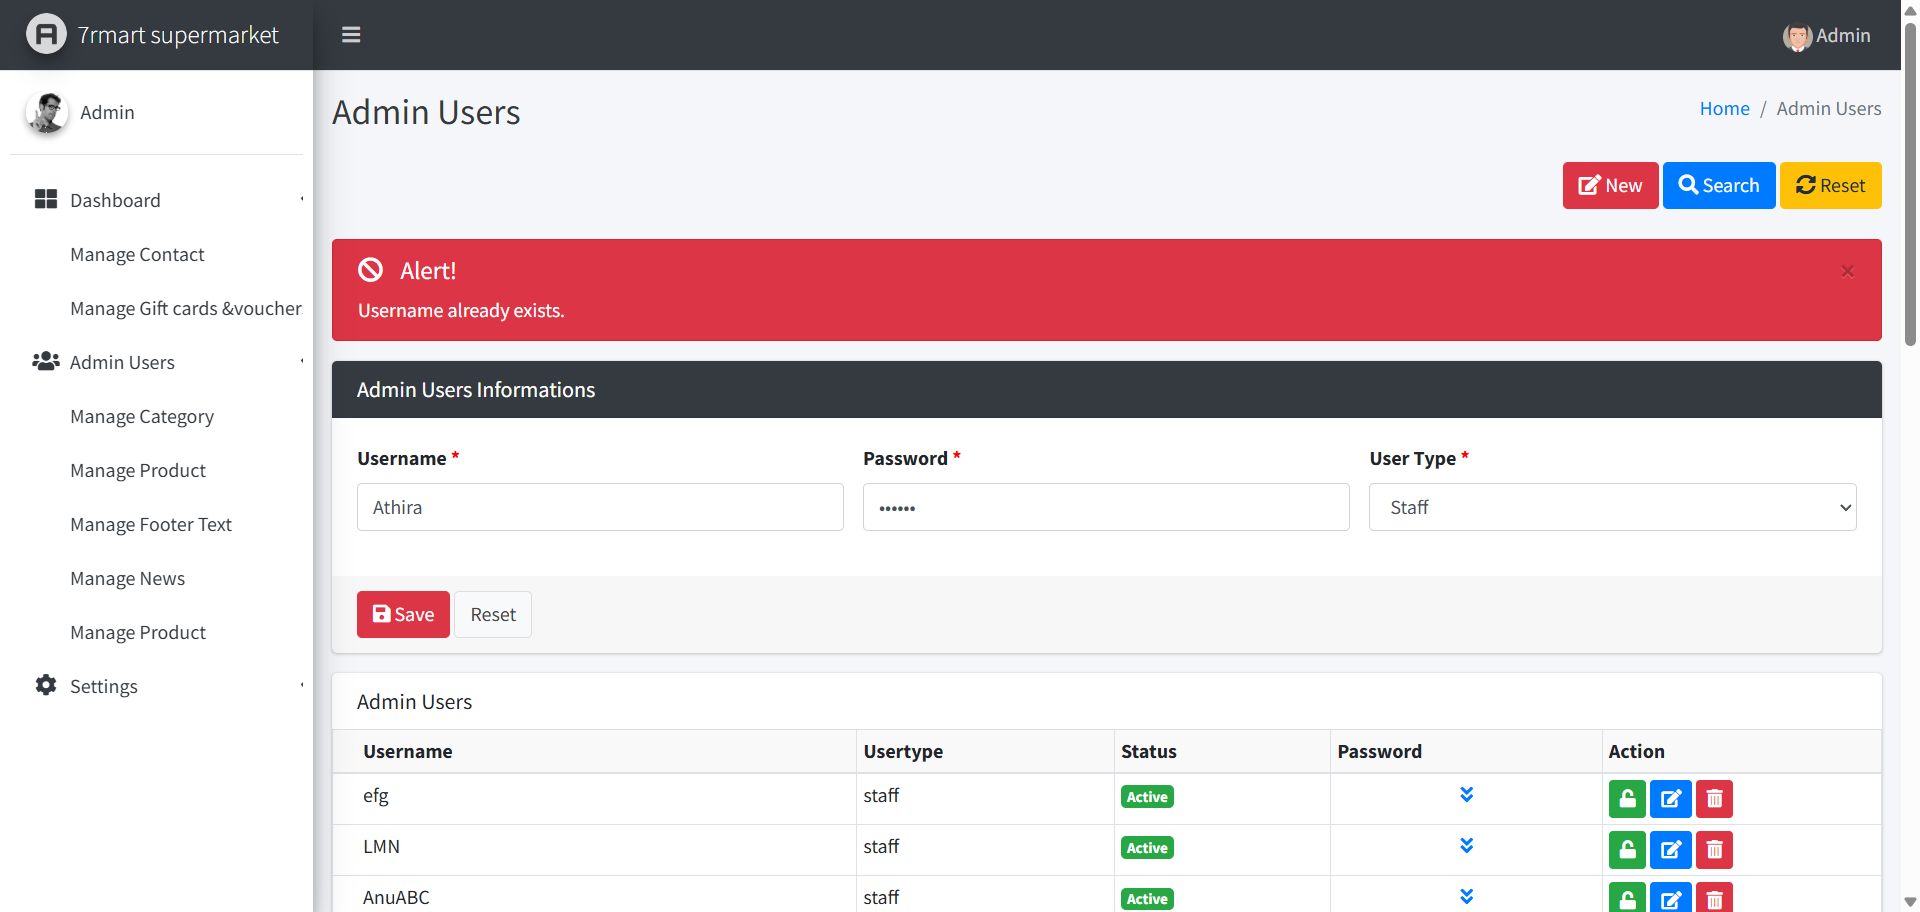 7rmart supermarket
Admin
Admin
Dashboard
Manage Contact
Manage Gift cards &voucher
Admin Users
Manage Category
Manage Product
Manage Footer Text
Manage News
Manage Product
Settings
Admin Users
Home / Admin Users
New
Search
Reset
Alert!
×
Username already exists.
Admin Users Informations
Username *
Password *
User Type *
Athira
••••••
Staff
Save
Reset
Admin Users
Username Usertype Status Password Action
efg staff Active
LMN staff Active
AnuABC staff Active